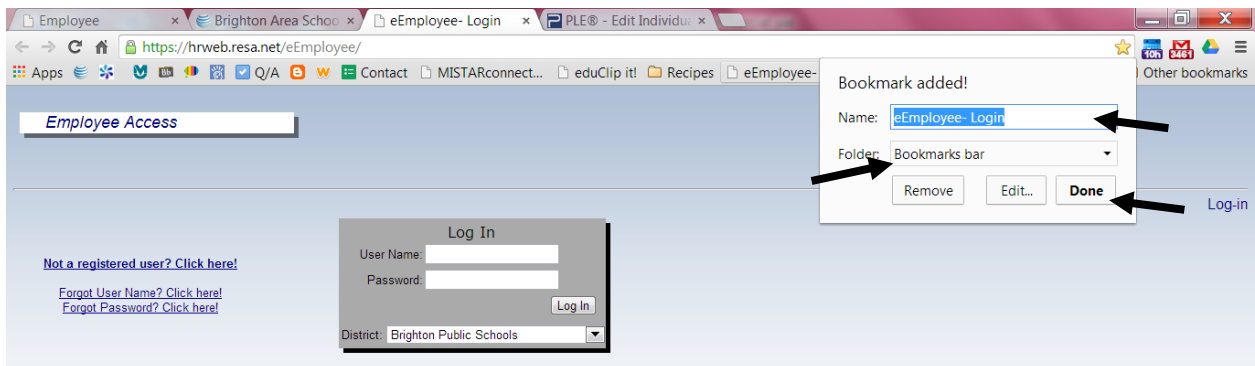 Employee
Brighton Area Schoo
eEmployee- Login
PLE® - Edit Individua
https://hrweb.resa.net/eEmployee/
10h
3461
Apps
Q/A
Contact
MISTARconnect...
eduClip it!
Recipes
eEmployee-
Other bookmarks
Bookmark added!
Name: eEmployee- Login
Folder: Bookmarks bar
Remove Edit... Done
Employee Access
Log-in
Log In
User Name:
Password:
Log In
District: Brighton Public Schools
Not a registered user? Click here!
Forgot User Name? Click here!
Forgot Password? Click here!